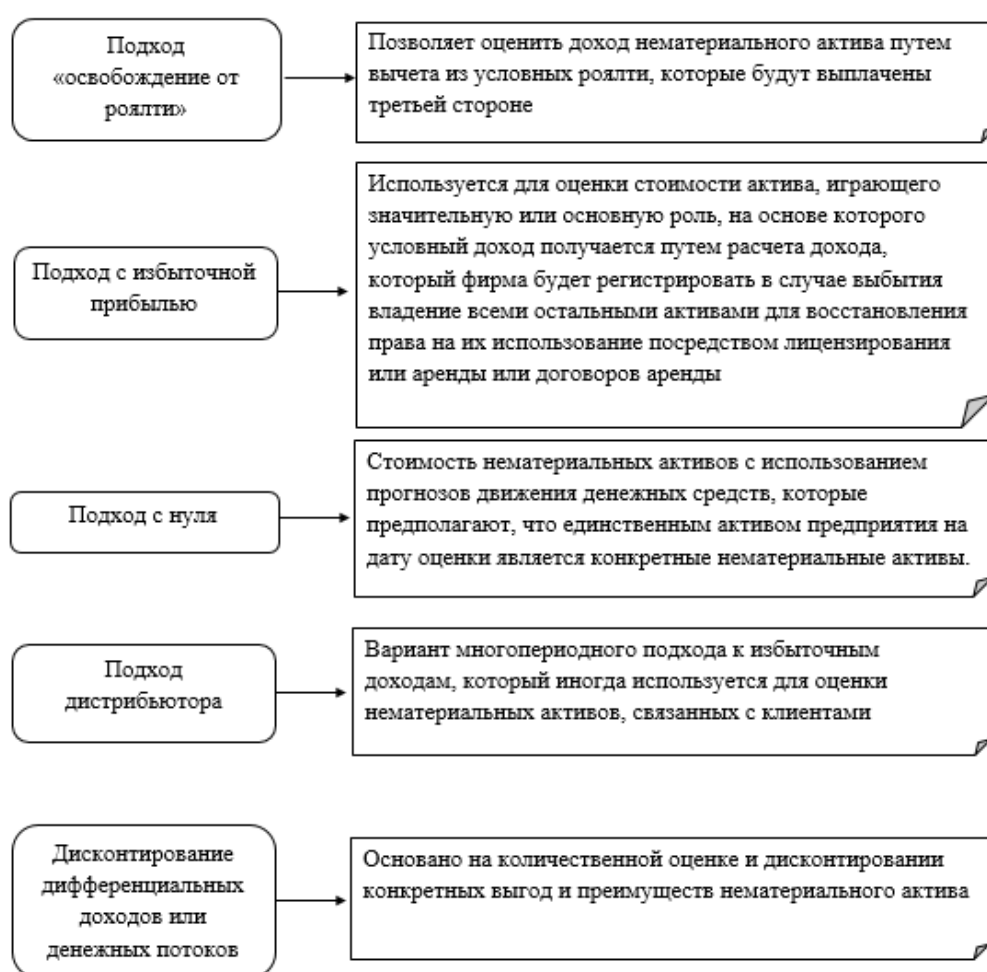 Подход
«освобождение от
роялти»
Позволяет оценить доход нематериального актива путем
вычета из условных роялти, которые будут выплачены
третьей стороне
Подход с избыточной
прибылью
Используется для оценки стоимости актива, играющего
значительную или основную роль, на основе которого
условный доход получается путем расчета дохода,
который фирма будет регистрировать в случае выбытия
владение всеми остальными активами для восстановления
права на их использование посредством лицензирования
или аренды или договоров аренды
Подход с нуля
Стоимость нематериальных активов с использованием
прогнозов движения денежных средств, которые
предполагают, что единственным активом предприятия на
дату оценки является конкретные нематериальные активы.
Подход
дистрибьютора
Вариант многопериодного подхода к избыточным
доходам, который иногда используется для оценки
нематериальных активов, связанных с клиентами
Дисконтирование
дифференциальных
доходов или
денежных потоков
Основано на количественной оценке и дисконтировании
конкретных выгод и преимуществ нематериального актива